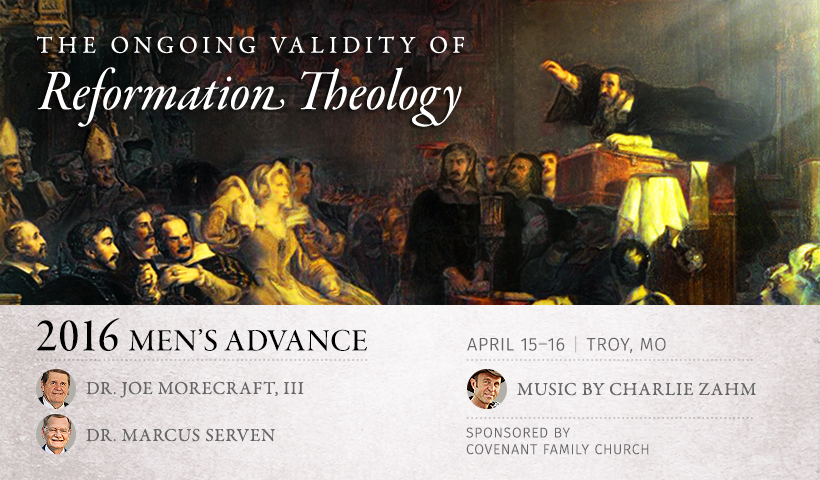 THE ONGOING VALIDITY OF
Reformation Theology
2016 MEN'S ADVANCE
DR. JOE MORECRAFT, III
DR. MARCUS SERVEN
APRIL 15–16 | TROY, MO
MUSIC BY CHARLIE ZAHM
SPONSORED BY
COVENANT FAMILY CHURCH